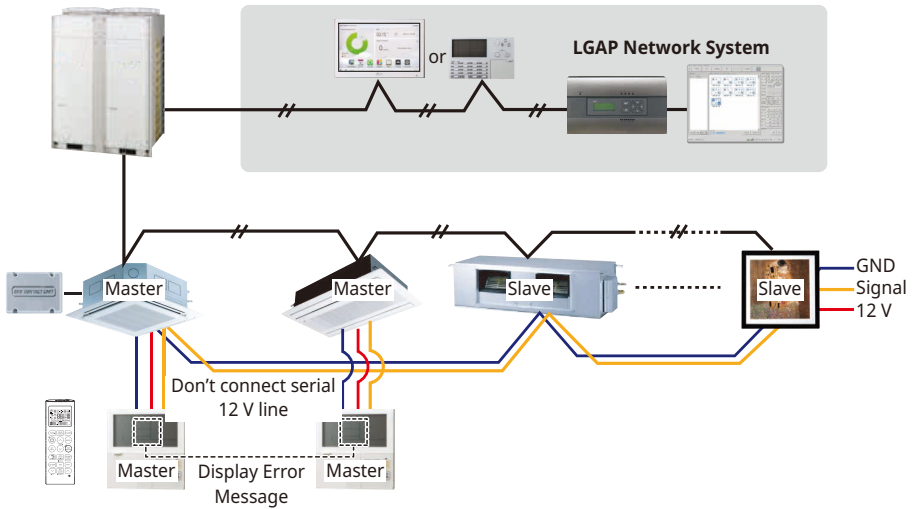 or
LGAP Network System
Master
Master
Slave
Slave
GND
Signal
12 V
Don’t connect serial
12 V line
Master
Display Error
Message
Master